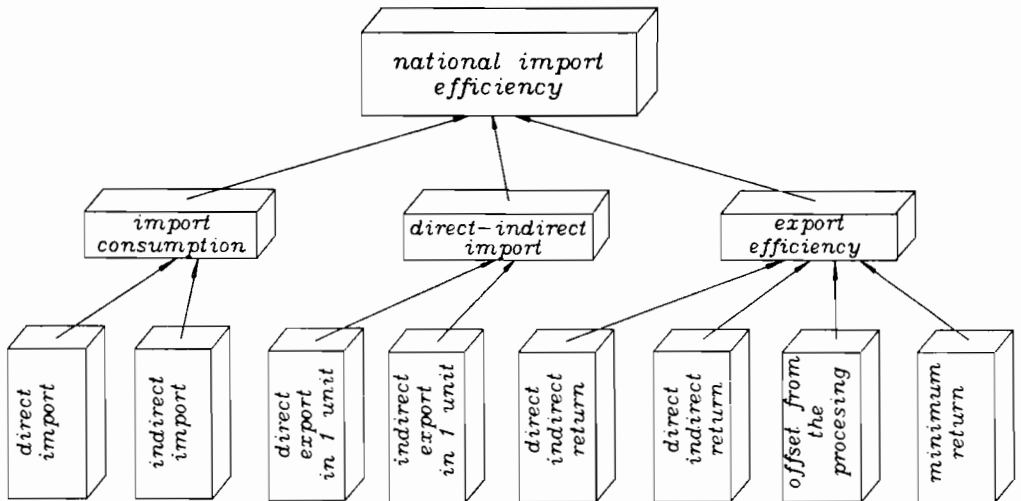 national import
efficiency
import
consumption
direct-indirect
import
export
efficiency
direct
import
indirect
import
direct
export
in 1 unit
indirect
export
in 1 unit
direct
indirect
return
direct
indirect
return
offset from
the
procesing
minimum
return